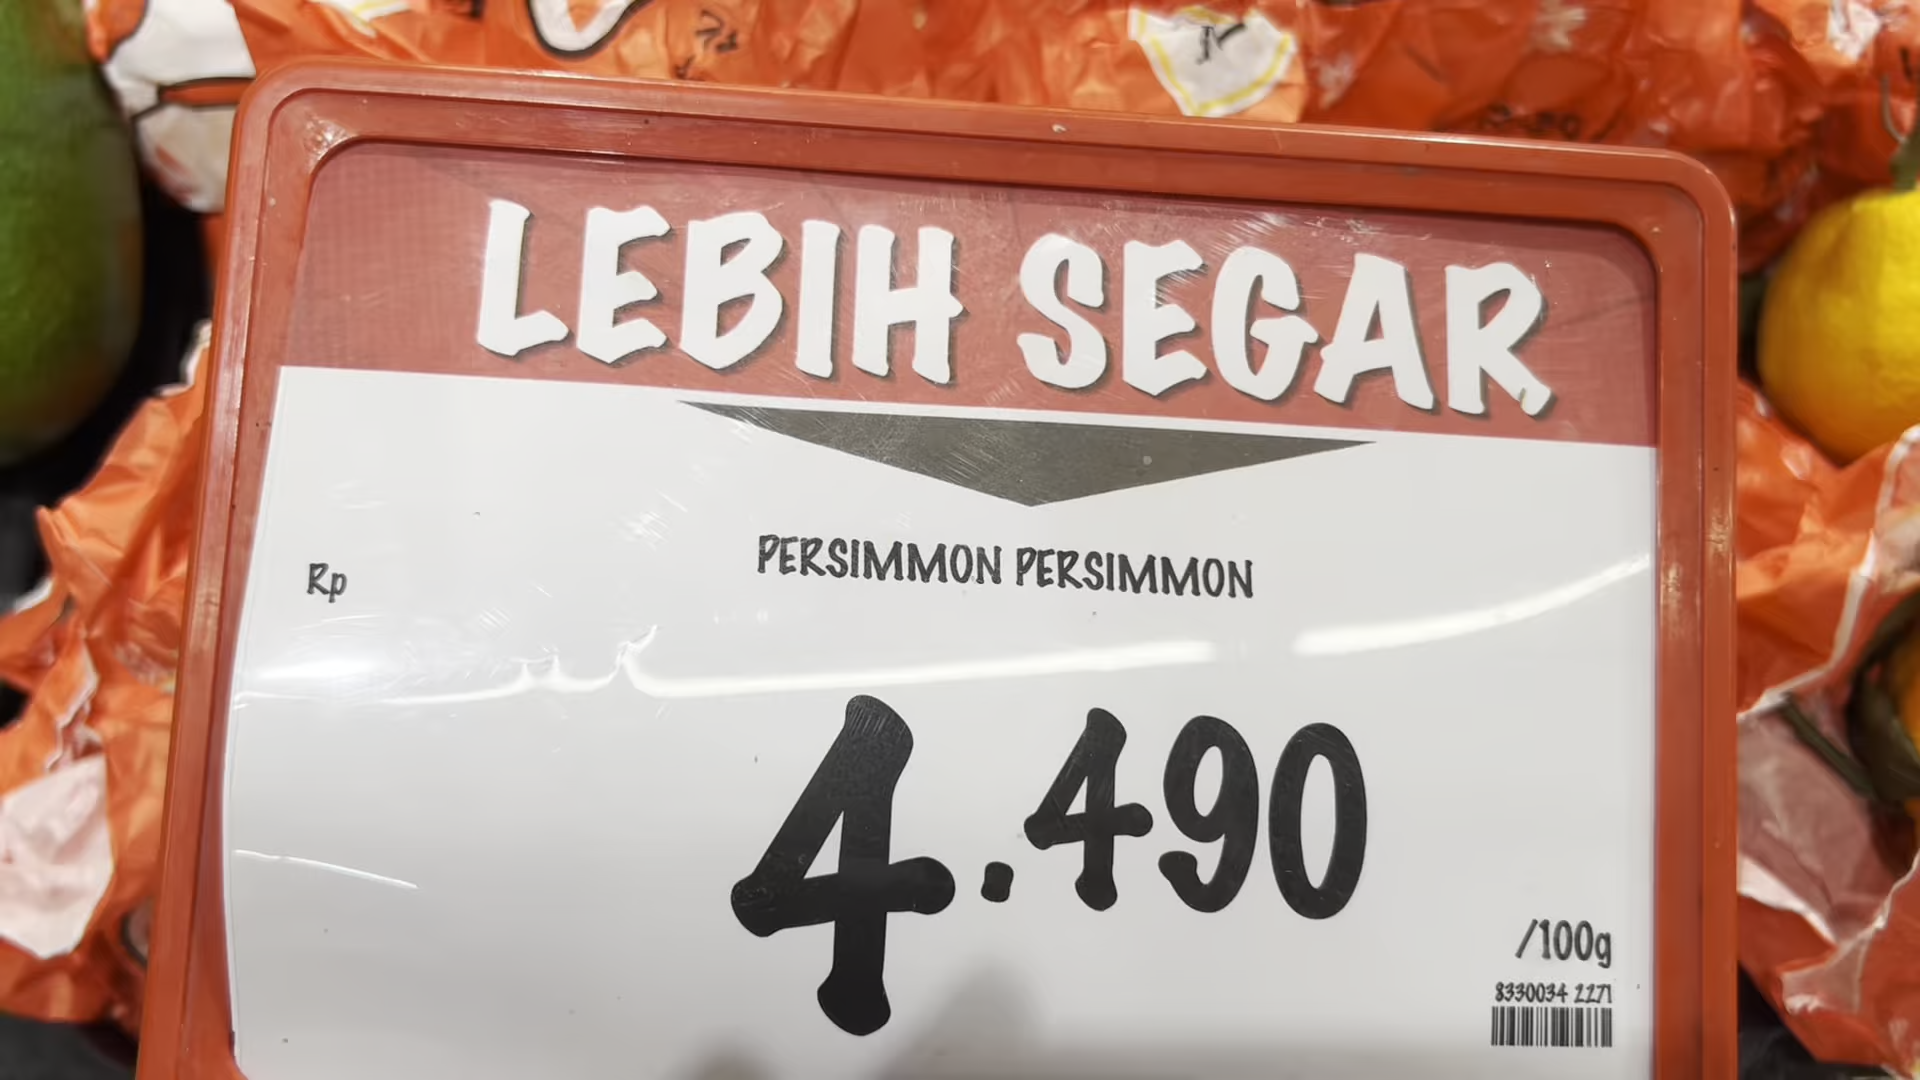 LEBIH SEGAR
PERSIMMON PERSIMMON
Rp
4.490
/100g
8330034 2271